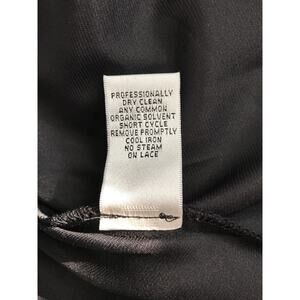 PROFESSIONALLY
DRY CLEAN
ANY COMMON
ORGANIC SOLVENT
SHORT CYCLE
REMOVE PROMPTLY
COOL IRON
NO STEAM
ON LACE